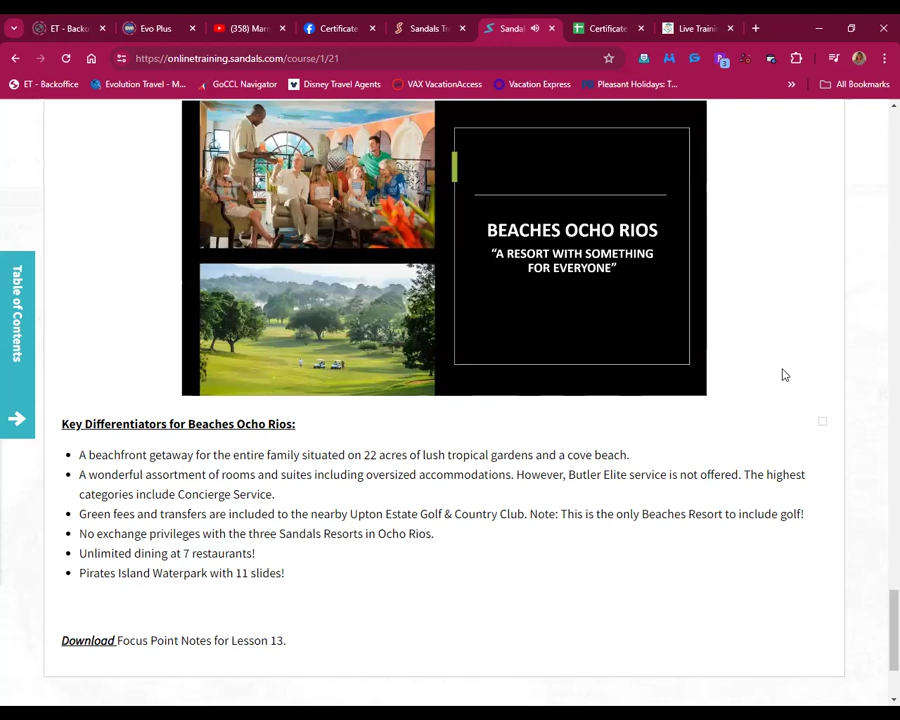 ET - Backo
Evo Plus
(358) Marr
Certificate
Sandals Tr
Sandal
Certificate
Live Trainin
https://onlinetraining.sandals.com/course/1/21
3
ET - Backoffice
Evolution Travel - M...
GoCCL Navigator
Disney Travel Agents
VAX VacationAccess
Vacation Express
Pleasant Holidays: T...
All Bookmarks
BEACHES OCHO RIOS
“A RESORT WITH SOMETHING
FOR EVERYONE”
Table of Contents
Key Differentiators for Beaches Ocho Rios:
A beachfront getaway for the entire family situated on 22 acres of lush tropical gardens and a cove beach.
A wonderful assortment of rooms and suites including oversized accommodations. However, Butler Elite service is not offered. The highest
categories include Concierge Service.
Green fees and transfers are included to the nearby Upton Estate Golf & Country Club. Note: This is the only Beaches Resort to include golf!
No exchange privileges with the three Sandals Resorts in Ocho Rios.
Unlimited dining at 7 restaurants!
Pirates Island Waterpark with 11 slides!
Download Focus Point Notes for Lesson 13.